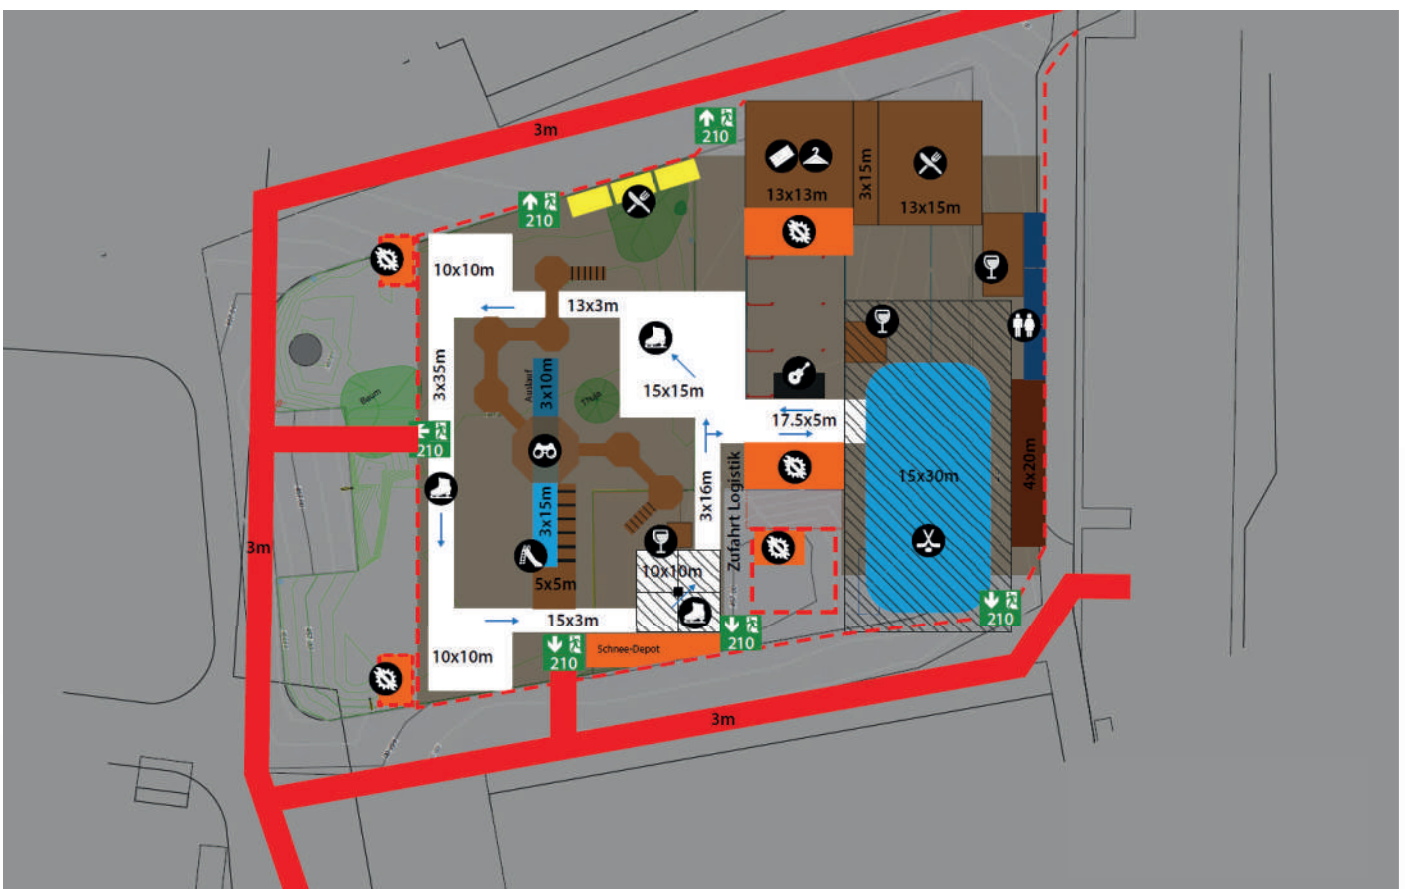 3m
210
210
13x13m
3x15m
13x15m
10x10m
13x3m
3x35m
Auslauf
3x10m
Thuja
15x15m
Baum
17.5x5m
210
3x15m
3x16m
Zufahrt Logistik
15x30m
4x20m
3m
5x5m
10x10m
15x3m
10x10m
Schnee-Depot
210
210
210
3m